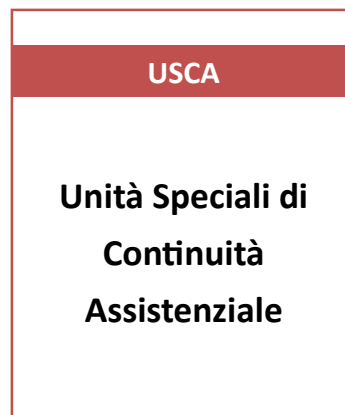 USCA
Unità Speciali di
Continuità
Assistenziale